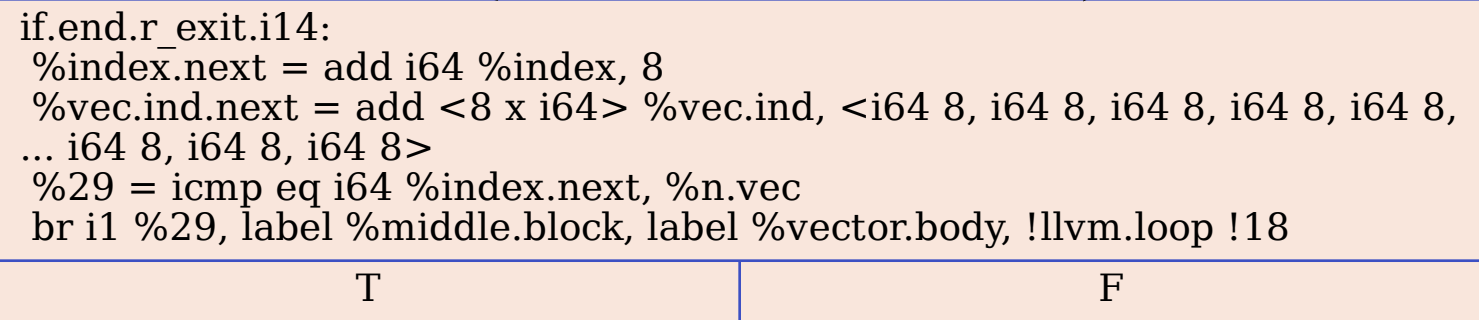 if.end.r_exit.i14:
%index.next = add i64 %index, 8
%vec.ind.next = add <8 x i64> %vec.ind, <i64 8, i64 8, i64 8, i64 8, i64 8,
... i64 8, i64 8, i64 8>
%29 = icmp eq i64 %index.next, %n.vec
br i1 %29, label %middle.block, label %vector.body, !llvm.loop !18
T
F